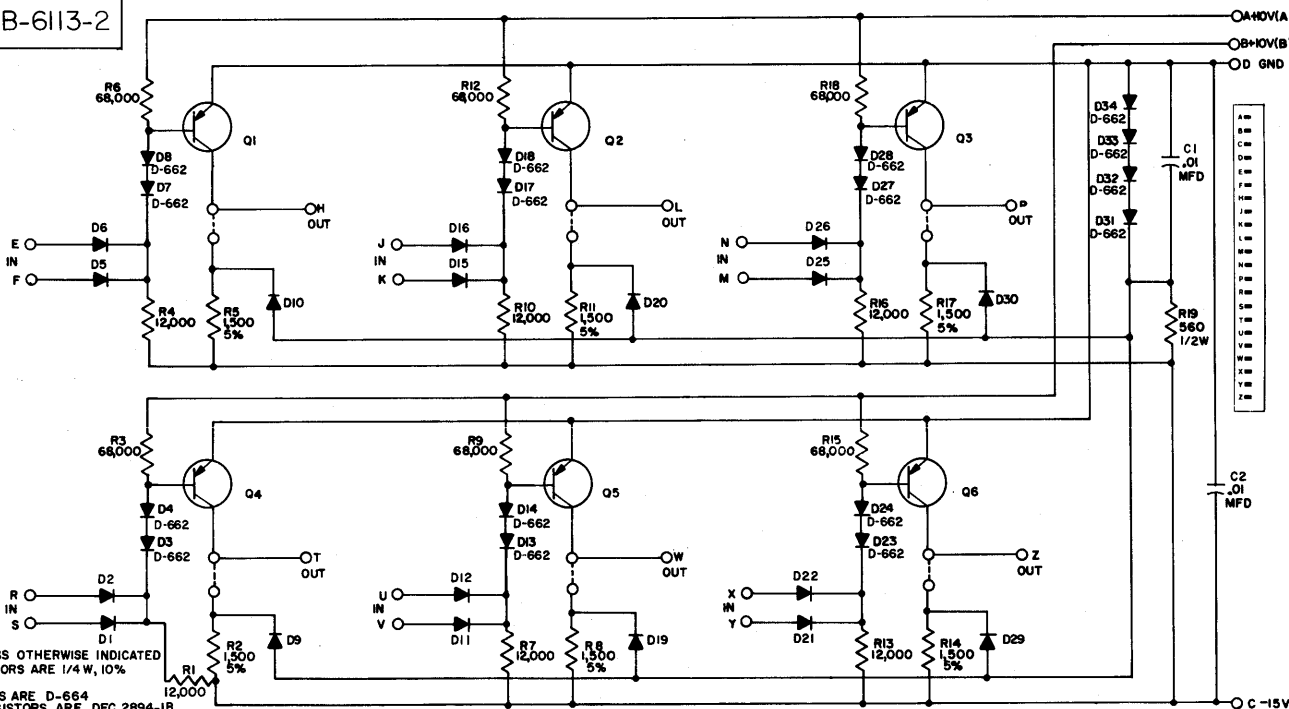 B-6113-2
A+10V(A
B+10V(B
D GND
R6
68,000
Q1
D8
D-662
D7
D-662
D6
E
IN
F
D5
R4
12,000
R5
1,500
5%
D10
H
OUT
R12
68,000
Q2
D18
D-662
D17
D-662
D16
J
IN
K
D15
R10
12,000
R11
1,500
5%
D20
L
OUT
R18
68,000
Q3
D28
D-662
D27
D-662
D26
N
IN
M
D25
R16
12,000
R17
1,500
5%
D30
P
OUT
D34
D-662
D33
D-662
D32
D-662
D31
D-662
C1
.01
MFD
R19
560
1/2W
A
B
C
D
E
F
H
J
K
L
M
N
P
R
S
T
U
V
W
X
Y
Z
R3
68,000
Q4
D4
D-662
D3
D-662
D2
R
IN
S
D1
R1
12,000
R2
1,500
5%
D9
T
OUT
R9
68,000
Q5
D14
D-662
D13
D-662
D12
U
IN
V
D11
R7
12,000
R8
1,500
5%
D19
W
OUT
R15
68,000
Q6
D24
D-662
D23
D-662
D22
X
IN
Y
D21
R13
12,000
R14
1,500
5%
D29
Z
OUT
C2
.01
MFD
C -15V
SS OTHERWISE INDICATED
ORS ARE 1/4W, 10%
S ARE D-664
ISTORS ARE DEC 2894-1B